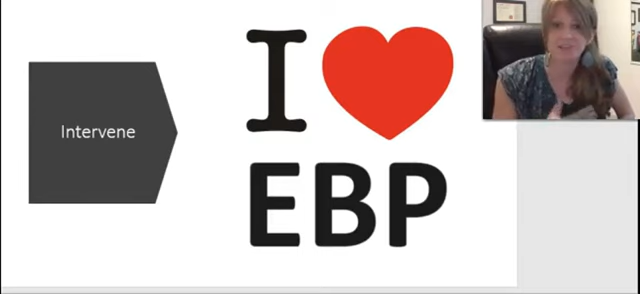 Intervene
I ❤
EBP